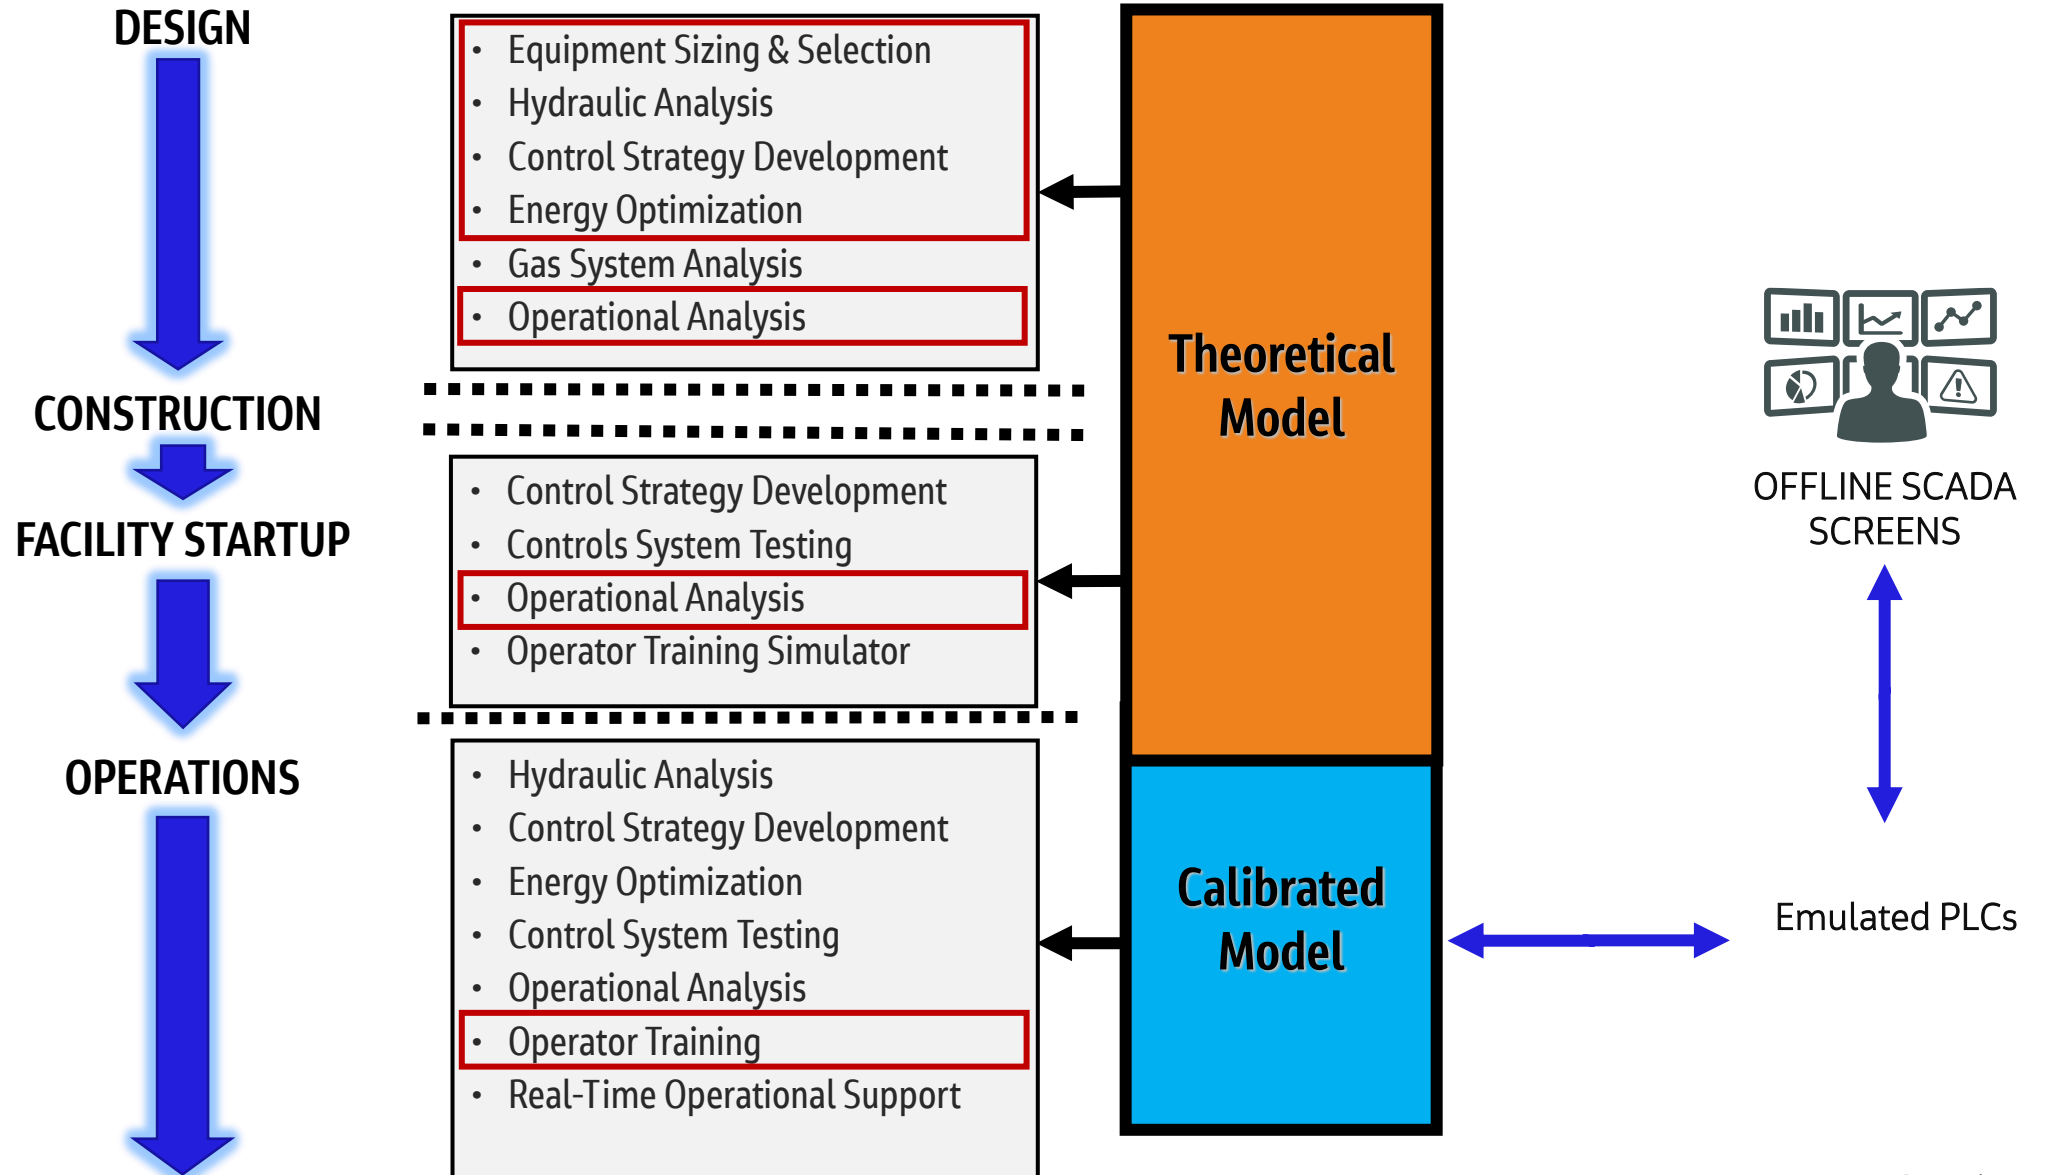 DESIGN
• Equipment Sizing & Selection
• Hydraulic Analysis
• Control Strategy Development
• Energy Optimization
• Gas System Analysis
• Operational Analysis
CONSTRUCTION
• Control Strategy Development
• Controls System Testing
• Operational Analysis
• Operator Training Simulator
FACILITY STARTUP
OPERATIONS
• Hydraulic Analysis
• Control Strategy Development
• Energy Optimization
• Control System Testing
• Operational Analysis
• Operator Training
• Real-Time Operational Support
Theoretical
Model
Calibrated
Model
OFFLINE SCADA
SCREENS
Emulated PLCs